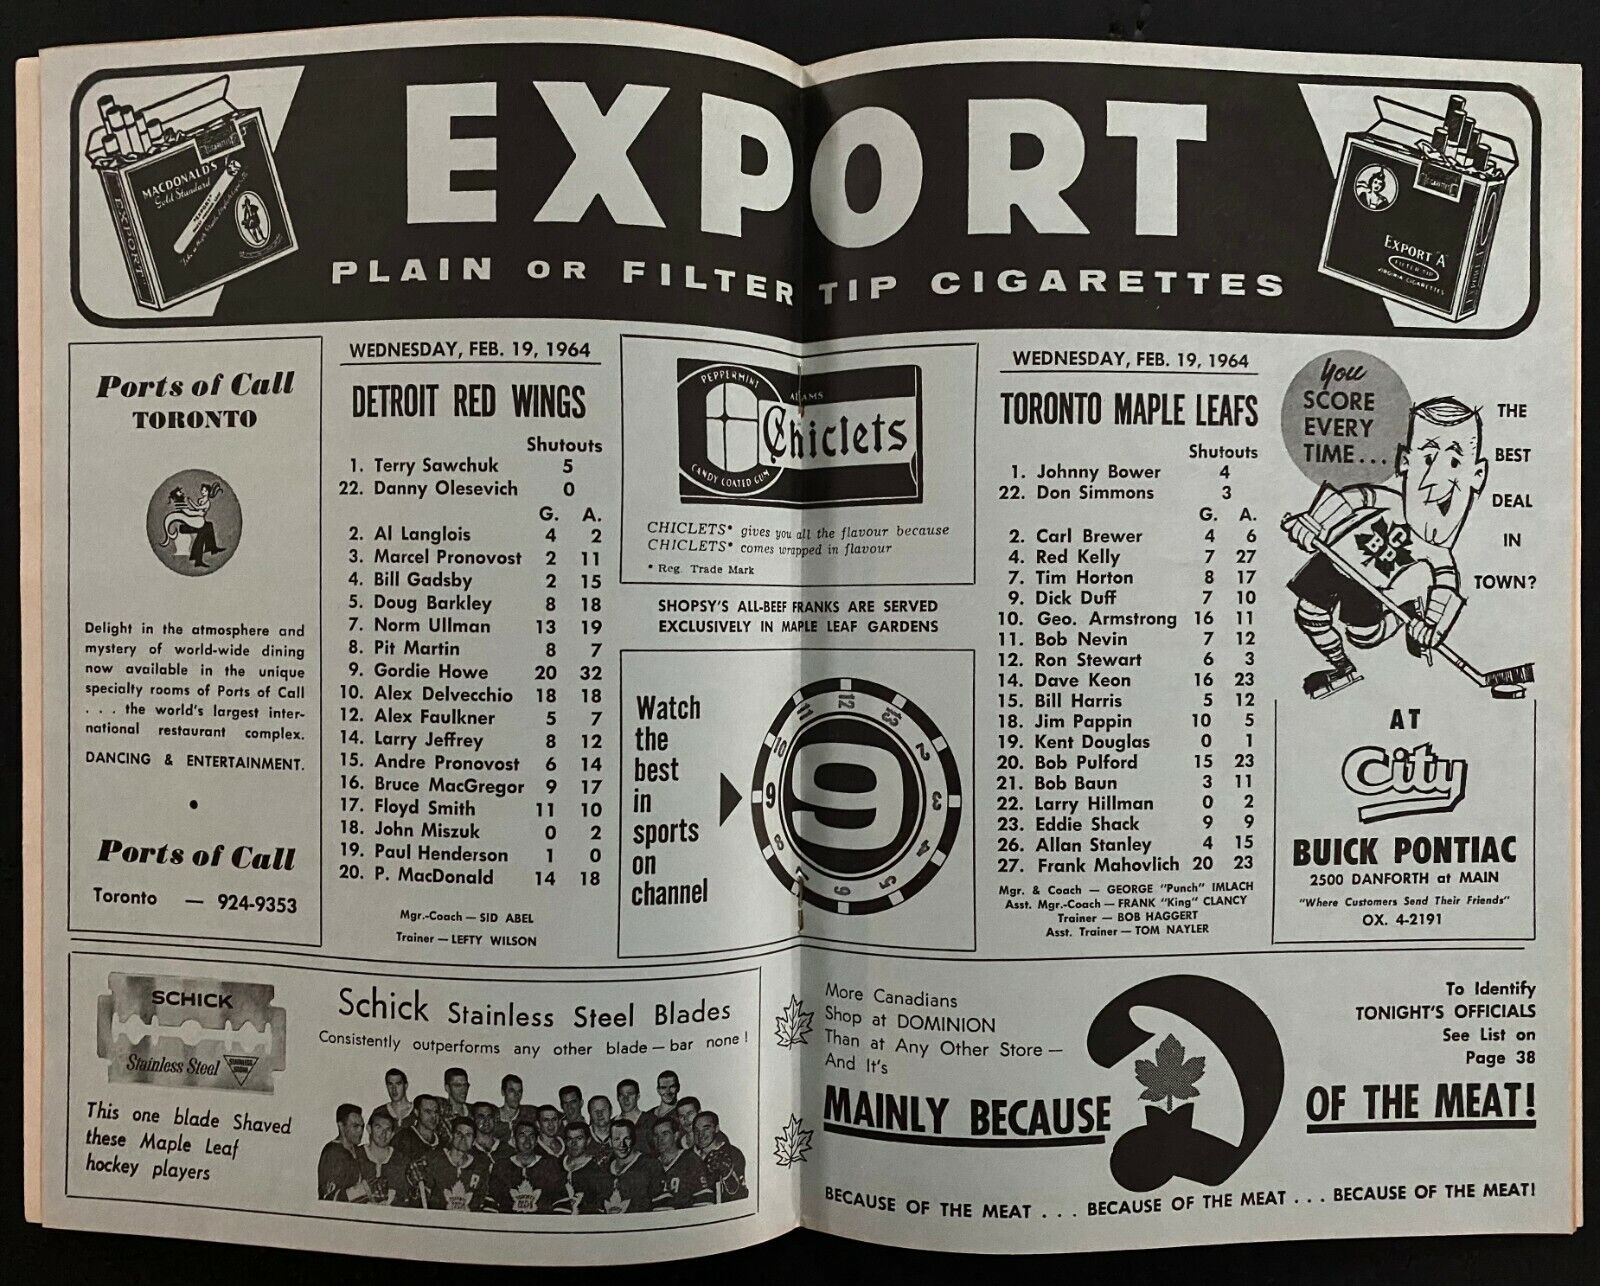 EXPORT
PLAIN OR FILTER TIP CIGARETTES
MACDONALD'S
Gold Standard
EXPORT
EXPORT "A"
FILTER TIP
VIRGINIA CIGARETTES
Ports of Call
TORONTO
Delight in the atmosphere and
mystery of world-wide dining
now available in the unique
specialty rooms of Ports of Call
. . . the world's largest inter-
national restaurant complex.
DANCING & ENTERTAINMENT.
•
Ports of Call
Toronto — 924-9353
WEDNESDAY, FEB. 19, 1964
DETROIT RED WINGS
Shutouts
1. Terry Sawchuk 5
22. Danny Olesevich 0
G. A.
2. Al Langlois 4 2
3. Marcel Pronovost 2 11
4. Bill Gadsby 2 15
5. Doug Barkley 8 18
7. Norm Ullman 13 19
8. Pit Martin 8 7
9. Gordie Howe 20 32
10. Alex Delvecchio 18 18
12. Alex Faulkner 5 7
14. Larry Jeffrey 8 12
15. Andre Pronovost 6 14
16. Bruce MacGregor 9 17
17. Floyd Smith 11 10
18. John Miszuk 0 2
19. Paul Henderson 1 0
20. P. MacDonald 14 18
Mgr.-Coach — SID ABEL
Trainer — LEFTY WILSON
PEPPERMINT
ADAMS
Chiclets
CANDY COATED GUM
CHICLETS* gives you all the flavour because
CHICLETS* comes wrapped in flavour
* Reg. Trade Mark
SHOPSY'S ALL-BEEF FRANKS ARE SERVED
EXCLUSIVELY IN MAPLE LEAF GARDENS
Watch
the
best
in
sports
on
channel
9
12
13
2
3
4
5
6
7
8
9
10
11
WEDNESDAY, FEB. 19, 1964
TORONTO MAPLE LEAFS
Shutouts
1. Johnny Bower 4
22. Don Simmons 3
G. A.
2. Carl Brewer 4 6
4. Red Kelly 7 27
7. Tim Horton 8 17
9. Dick Duff 7 10
10. Geo. Armstrong 16 11
11. Bob Nevin 7 12
12. Ron Stewart 6 3
14. Dave Keon 16 23
15. Bill Harris 5 12
18. Jim Pappin 10 5
19. Kent Douglas 0 1
20. Bob Pulford 15 23
21. Bob Baun 3 11
22. Larry Hillman 0 2
23. Eddie Shack 9 9
26. Allan Stanley 4 15
27. Frank Mahovlich 20 23
Mgr. & Coach — GEORGE "Punch" IMLACH
Asst. Mgr.-Coach — FRANK "King" CLANCY
Trainer — BOB HAGGERT
Asst. Trainer — TOM NAYLER
You
SCORE
EVERY
TIME...
THE
BEST
DEAL
IN
TOWN?
C
BP
AT
City
BUICK PONTIAC
2500 DANFORTH at MAIN
"Where Customers Send Their Friends"
OX. 4-2191
SCHICK
Stainless Steel
This one blade Shaved
these Maple Leaf
hockey players
Schick Stainless Steel Blades
Consistently outperforms any other blade — bar none!
More Canadians
Shop at DOMINION
Than at Any Other Store —
And It's
MAINLY BECAUSE
OF THE MEAT!
To Identify
TONIGHT'S OFFICIALS
See List on
Page 38
BECAUSE OF THE MEAT . . . BECAUSE OF THE MEAT . . . BECAUSE OF THE MEAT!